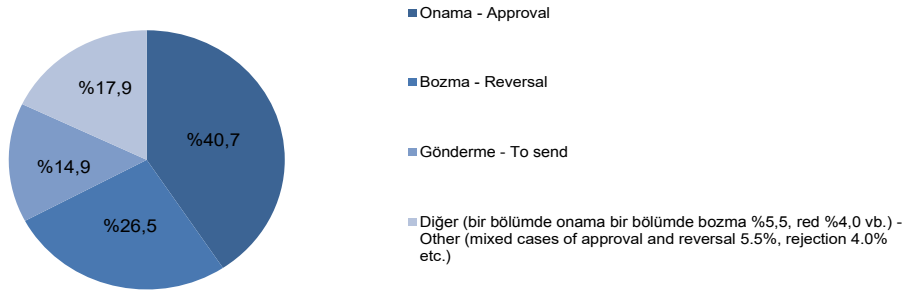 Onama - Approval
%17,9
Bozma - Reversal
%40,7
Gönderme - To send
%14,9
%26,5
Diğer (bir bölümde onama bir bölümde bozma %5,5, red %4,0 vb.) -
Other (mixed cases of approval and reversal 5.5%, rejection 4.0%
etc.)